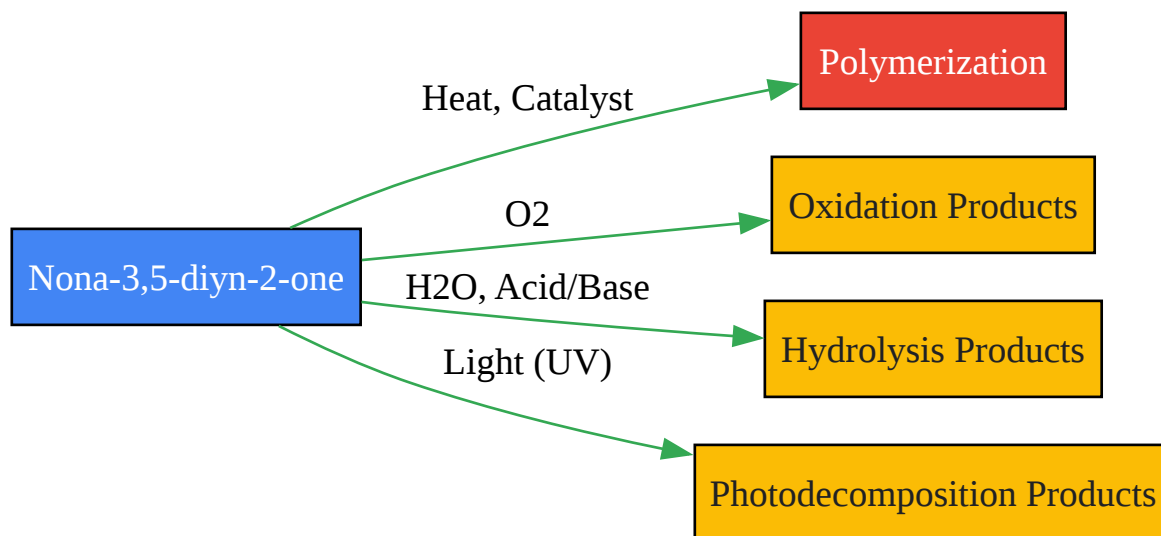 Polymerization
Heat, Catalyst
Oxidation Products
O2
Nona-3,5-diyn-2-one
H2O, Acid/Base
Hydrolysis Products
Light (UV)
Photodecomposition Products